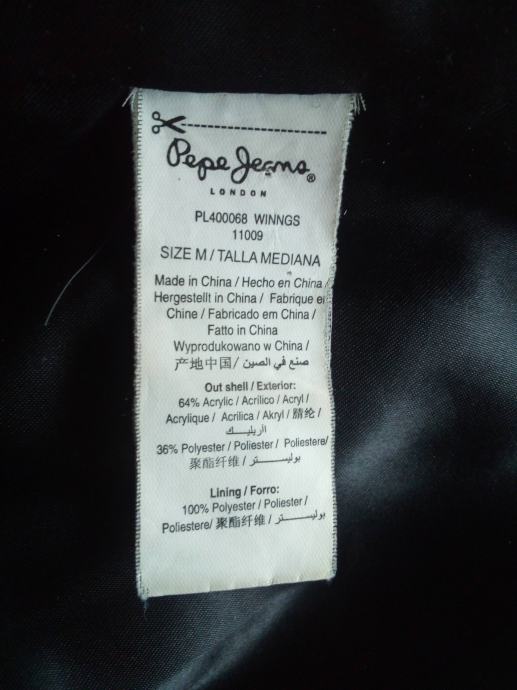 Pepe Jeans®
LONDON
PL400068 WINNGS
11009
SIZE M / TALLA MEDIANA
Made in China / Hecho en China /
Hergestellt in China / Fabrique en
Chine / Fabricado em China /
Fatto in China
Wyprodukowano w China /
产地中国/ صنع في الصين
Out shell / Exterior:
64% Acrylic / Acrilico / Acryl /
Acrylique / Acrilica / Akryl / 腈纶 /
اأريليك
36% Polyester / Poliester / Poliestere/
聚酯纤维 / بوليستر
Lining / Forro:
100% Polyester / Poliester /
Poliestere/ 聚酯纤维 / بوليستر